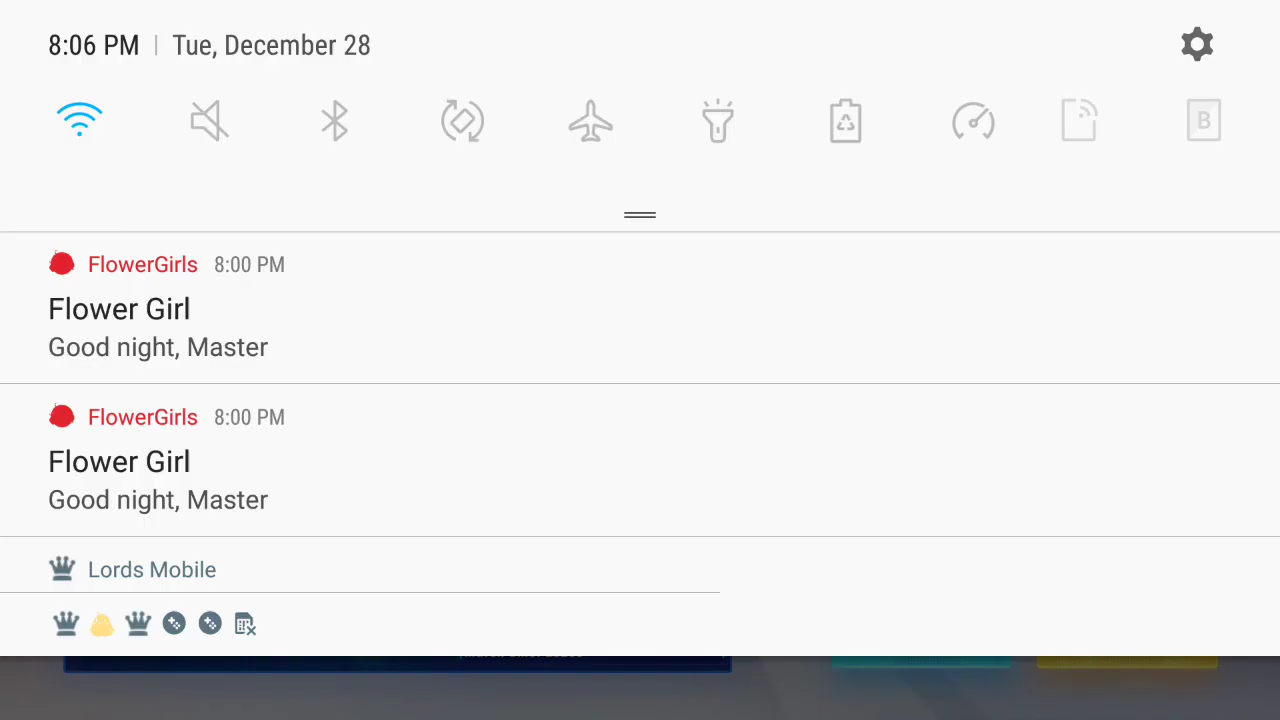 8:06 PM | Tue, December 28
B
FlowerGirls 8:00 PM
Flower Girl
Good night, Master
FlowerGirls 8:00 PM
Flower Girl
Good night, Master
Lords Mobile